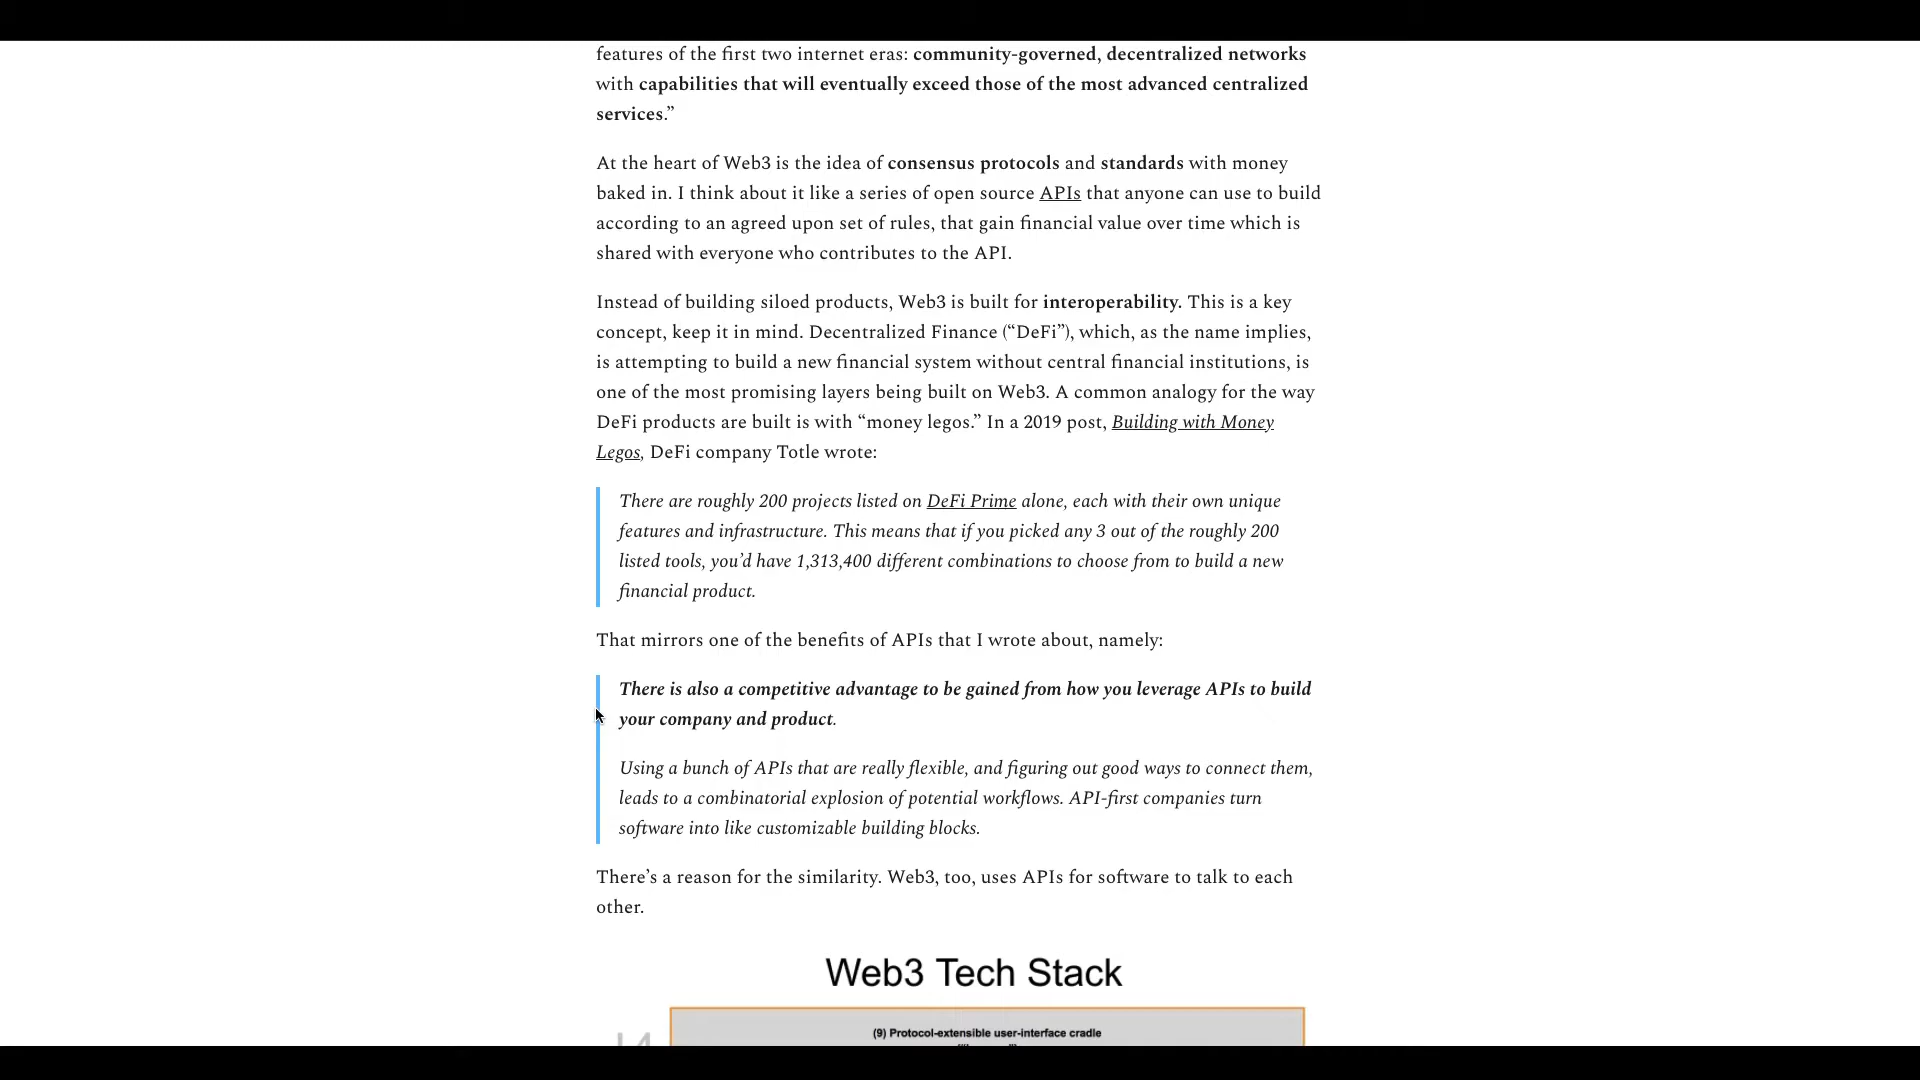 features of the first two internet eras: community-governed, decentralized networks
with capabilities that will eventually exceed those of the most advanced centralized
services.”
At the heart of Web3 is the idea of consensus protocols and standards with money
baked in. I think about it like a series of open source APIs that anyone can use to build
according to an agreed upon set of rules, that gain financial value over time which is
shared with everyone who contributes to the API.
Instead of building siloed products, Web3 is built for interoperability. This is a key
concept, keep it in mind. Decentralized Finance (“DeFi”), which, as the name implies,
is attempting to build a new financial system without central financial institutions, is
one of the most promising layers being built on Web3. A common analogy for the way
DeFi products are built is with “money legos.” In a 2019 post, Building with Money
Legos, DeFi company Totle wrote:
There are roughly 200 projects listed on DeFi Prime alone, each with their own unique
features and infrastructure. This means that if you picked any 3 out of the roughly 200
listed tools, you’d have 1,313,400 different combinations to choose from to build a new
financial product.
That mirrors one of the benefits of APIs that I wrote about, namely:
There is also a competitive advantage to be gained from how you leverage APIs to build
your company and product.
Using a bunch of APIs that are really flexible, and figuring out good ways to connect them,
leads to a combinatorial explosion of potential workflows. API-first companies turn
software into like customizable building blocks.
There’s a reason for the similarity. Web3, too, uses APIs for software to talk to each
other.
Web3 Tech Stack
(9) Protocol-extensible user-interface cradle